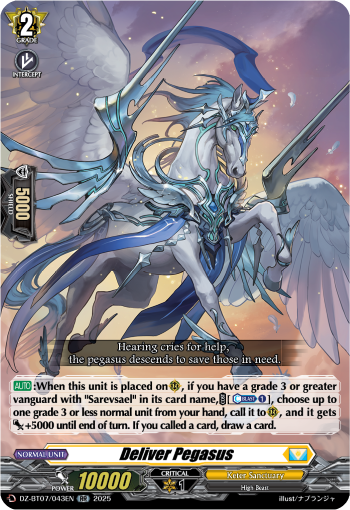 2
GRADE
INTERCEPT
5000
SHIELD
Hearing cries for help,
the pegasus descends to save those in need.
AUTO:When this unit is placed on R, if you have a grade 3 or greater
vanguard with "Sarevsael" in its card name, [BLAST 1], choose up to
one grade 3 or less normal unit from your hand, call it to R, and it gets
+5000 until end of turn. If you called a card, draw a card.
NORMAL UNIT
Deliver Pegasus
POWER 10000
CRITICAL
1
Keter Sanctuary
High Beast
D DZ-BT07/043EN RR 2025
illust/ナブランジャ